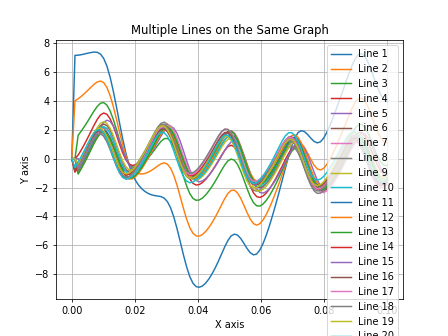 Multiple Lines on the Same Graph
8
6
4
2
0
−2
−4
−6
−8
Y axis
0.00
0.02
0.04
0.06
X axis
Line 1
Line 2
Line 3
Line 4
Line 5
Line 6
Line 7
Line 8
Line 9
Line 10
Line 11
Line 12
Line 13
Line 14
Line 15
Line 16
Line 17
Line 18
Line 19
Line 20